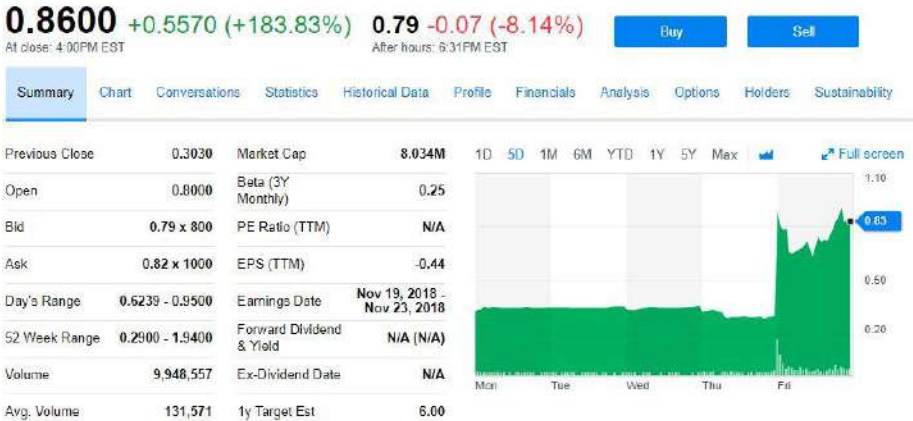 0.8600 +0.5570 (+183.83%) 0.79 -0.07 (-8.14%)
At close: 4:00PM EST After hours: 6:31PM EST
Buy Sell
Summary Chart Conversations Statistics Historical Data Profile Financials Analysis Options Holders Sustainability
Previous Close 0.3030
Open 0.8000
Bid 0.79 x 800
Ask 0.82 x 1000
Day's Range 0.6239 - 0.9500
52 Week Range 0.2900 - 1.9400
Volume 9,948,557
Avg. Volume 131,571
Market Cap 8.034M
Beta (3Y
Monthly) 0.25
PE Ratio (TTM) N/A
EPS (TTM) -0.44
Earnings Date Nov 19, 2018 -
Nov 23, 2018
Forward Dividend
& Yield N/A (N/A)
Ex-Dividend Date N/A
1y Target Est 6.00
1D 5D 1M 6M YTD 1Y 5Y Max Full screen
1.10
0.83
0.50
0.20
Mon Tue Wed Thu Fri